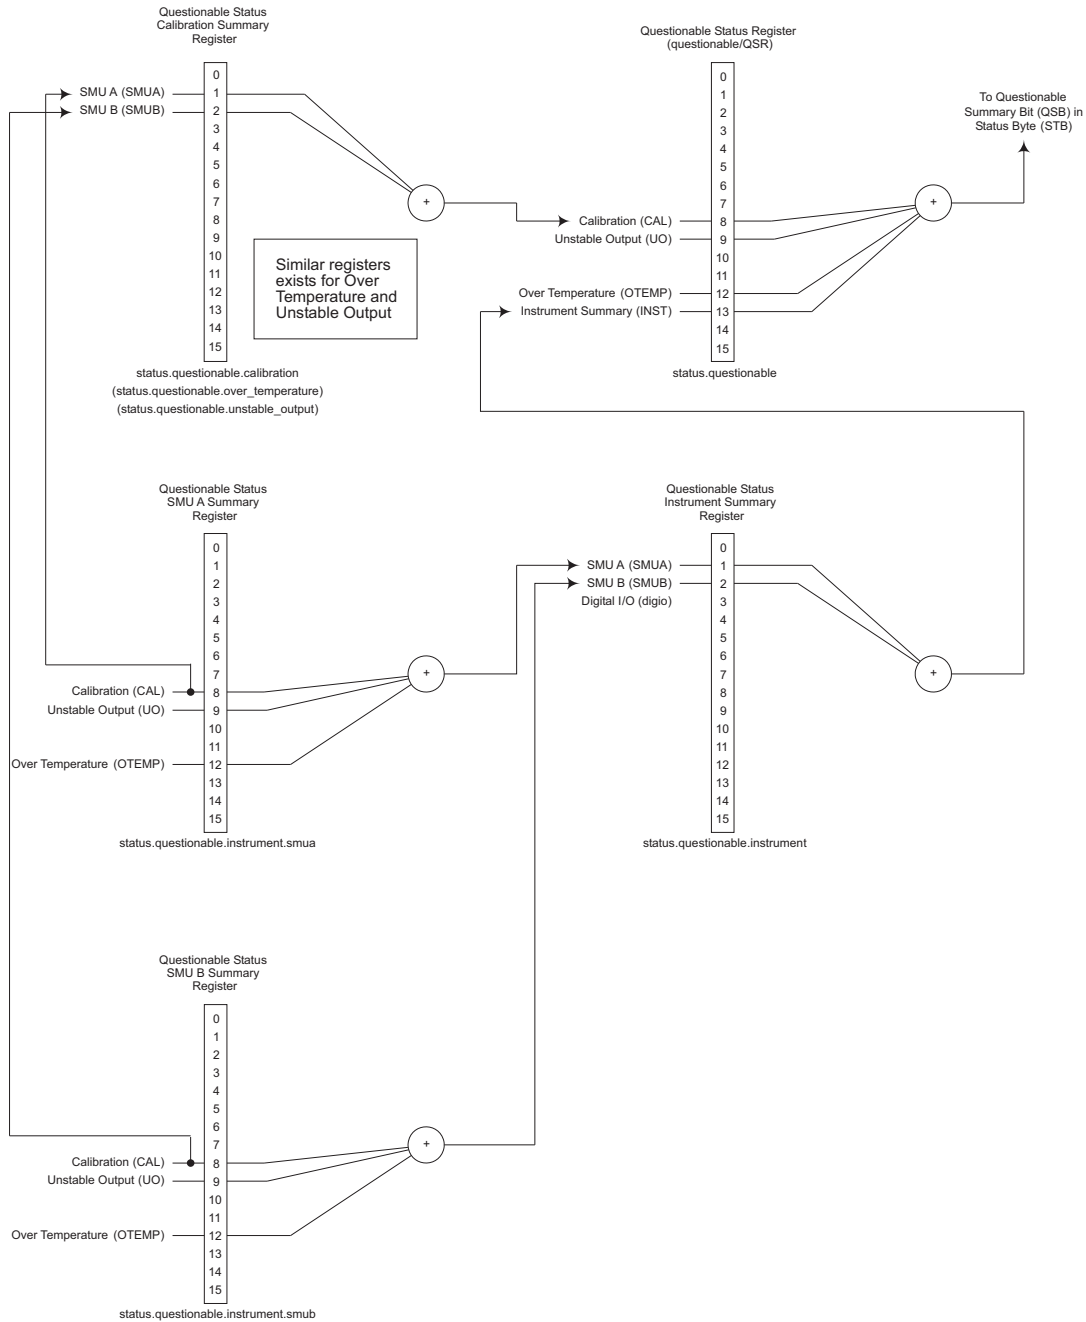 Questionable Status
Calibration Summary
Register
0
SMU A (SMUA) 1
SMU B (SMUB) 2
3
4
5
6
7
8
9
10
11
12
13
14
15
+
Similar registers
exists for Over
Temperature and
Unstable Output
status.questionable.calibration
(status.questionable.over_temperature)
(status.questionable.unstable_output)
Questionable Status Register
(questionable/QSR)
0
1
2
3
4
5
6
7
Calibration (CAL) 8
Unstable Output (UO) 9
10
11
Over Temperature (OTEMP) 12
Instrument Summary (INST) 13
14
15
+
status.questionable
To Questionable
Summary Bit (QSB) in
Status Byte (STB)
Questionable Status
SMU A Summary
Register
0
1
2
3
4
5
6
7
Calibration (CAL) 8
Unstable Output (UO) 9
10
11
Over Temperature (OTEMP) 12
13
14
15
+
status.questionable.instrument.smua
Questionable Status
Instrument Summary
Register
0
SMU A (SMUA) 1
SMU B (SMUB) 2
Digital I/O (digio) 3
4
5
6
7
8
9
10
11
12
13
14
15
+
status.questionable.instrument
Questionable Status
SMU B Summary
Register
0
1
2
3
4
5
6
7
Calibration (CAL) 8
Unstable Output (UO) 9
10
11
Over Temperature (OTEMP) 12
13
14
15
+
status.questionable.instrument.smub